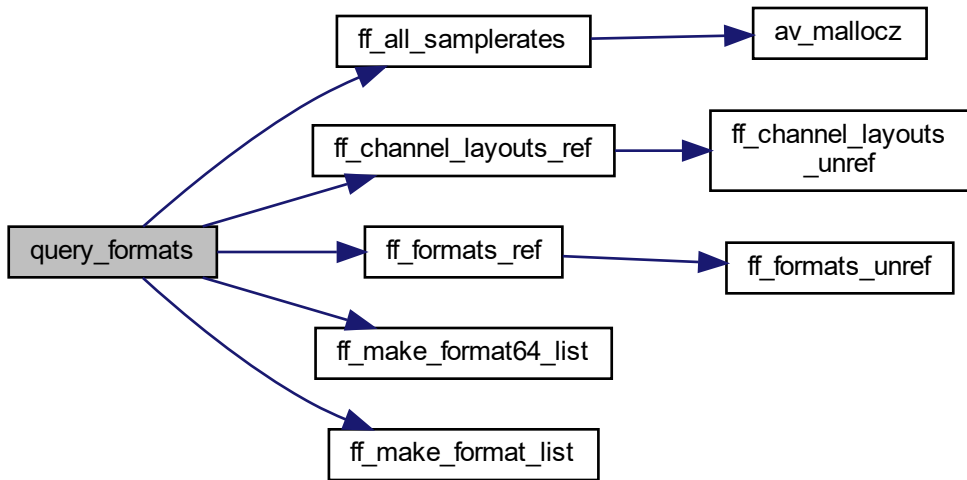 ff_all_samplerates
av_mallocz
ff_channel_layouts_ref
ff_channel_layouts
_unref
query_formats
ff_formats_ref
ff_formats_unref
ff_make_format64_list
ff_make_format_list